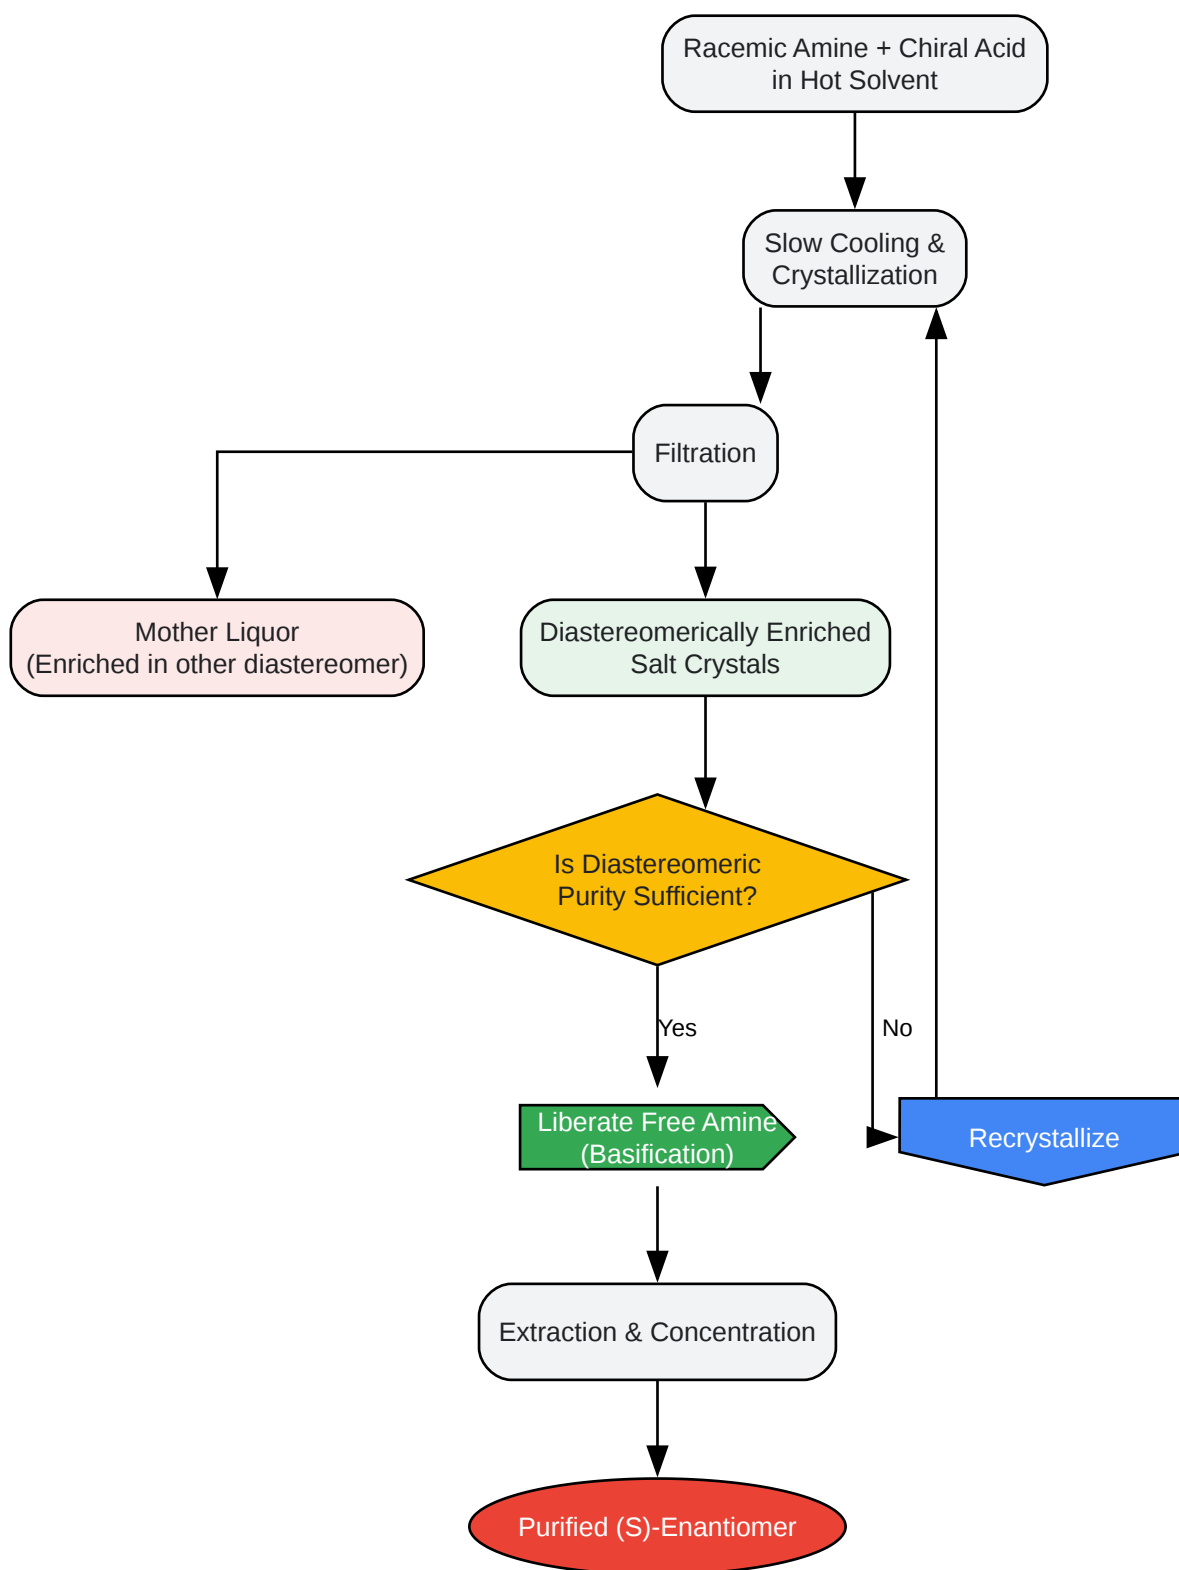 Racemic Amine + Chiral Acid
in Hot Solvent
Slow Cooling &
Crystallization
Filtration
Mother Liquor
(Enriched in other diastereomer)
Diastereomerically Enriched
Salt Crystals
Is Diastereomeric
Purity Sufficient?
Yes
No
Liberate Free Amine
(Basification)
Recrystallize
Extraction & Concentration
Purified (S)-Enantiomer